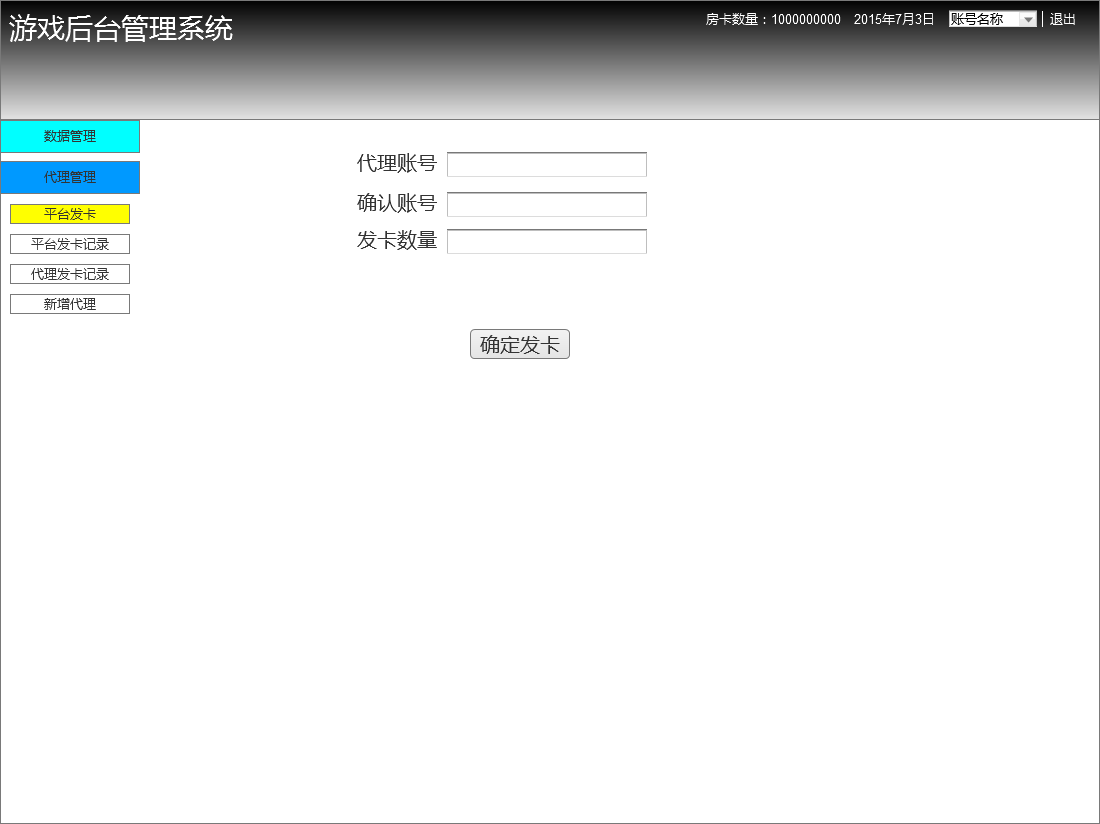 游戏后台管理系统
房卡数量：1000000000 2015年7月3日 账号名称 退出
数据管理
代理管理
平台发卡
平台发卡记录
代理发卡记录
新增代理
代理账号
确认账号
发卡数量
确定发卡